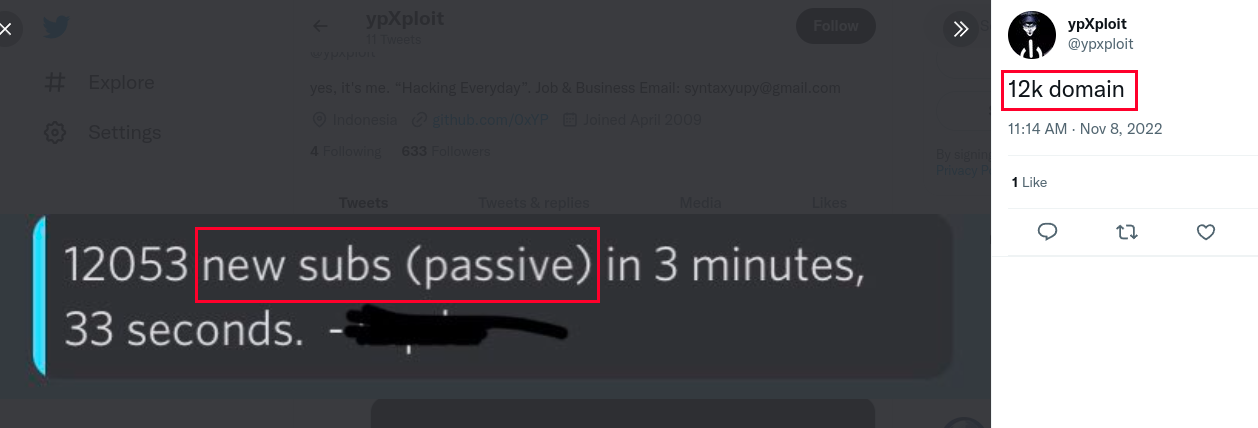 ypXploit
11 Tweets
Follow
@ypxploit
Explore
yes, it's me. "Hacking Everyday". Job & Business Email: syntaxyupy@gmail.com
Indonesia github.com/0xYP Joined April 2009
Settings
4 Following 633 Followers
By signing
Privacy
Tweets Tweets & replies Media Likes
12053 new subs (passive) in 3 minutes,
33 seconds. -
ypXploit
@ypxploit
12k domain
11:14 AM · Nov 8, 2022
1 Like